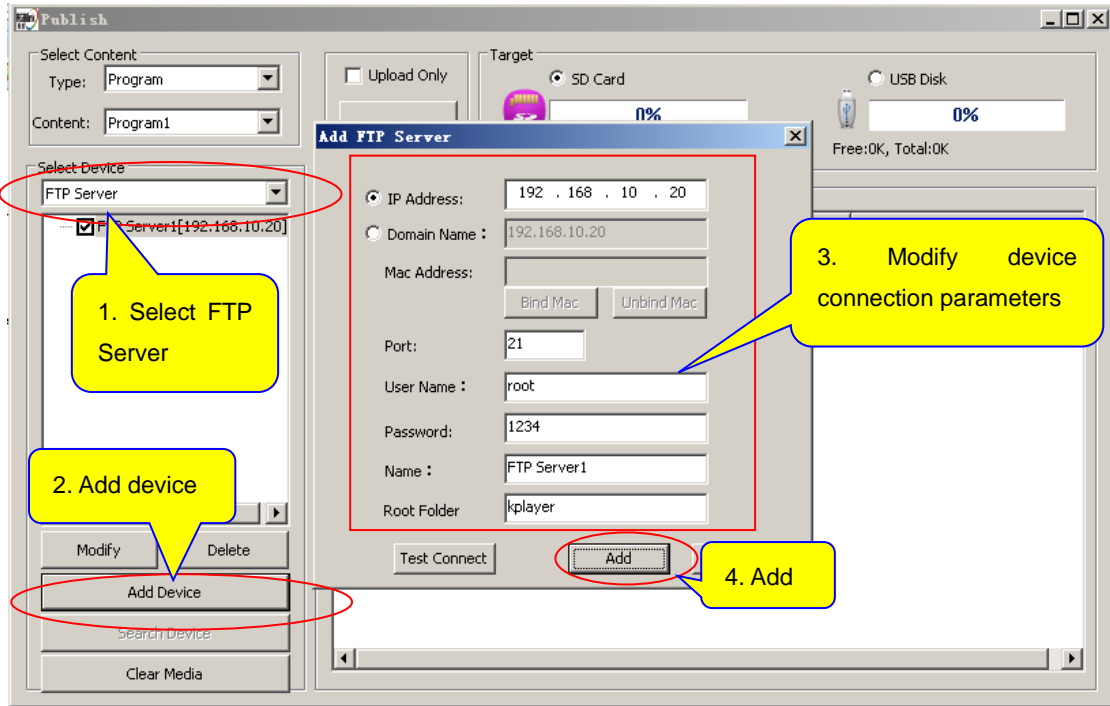 Publish
Select Content
Type: Program
Content: Program1
Upload Only
Target
SD Card
0%
USB Disk
0%
Free:0K, Total:0K
Select Device
FTP Server
Server1[192.168.10.20]
1. Select FTP
Server
2. Add device
Modify
Delete
Add Device
Search Device
Clear Media
Add FTP Server
IP Address: 192 . 168 . 10 . 20
Domain Name: 192.168.10.20
Mac Address:
Bind Mac
Unbind Mac
Port: 21
User Name: root
Password: 1234
Name: FTP Server1
Root Folder kplayer
Test Connect
Add
3. Modify device
connection parameters
4. Add